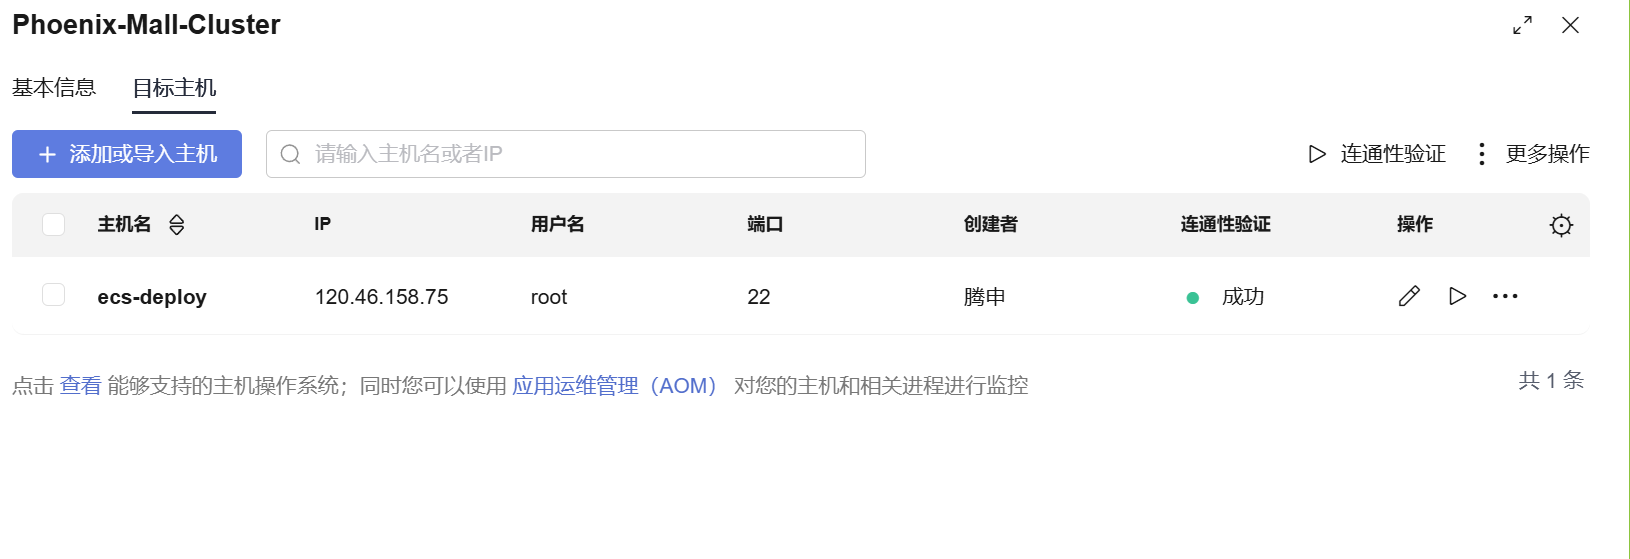 Phoenix-Mall-Cluster
基本信息 目标主机
添加或导入主机 请输入主机名或者IP 连通性验证 更多操作
主机名 IP 用户名 端口 创建者 连通性验证 操作
ecs-deploy 120.46.158.75 root 22 腾申 成功
点击 查看 能够支持的主机操作系统；同时您可以使用 应用运维管理（AOM） 对您的主机和相关进程进行监控 共 1 条